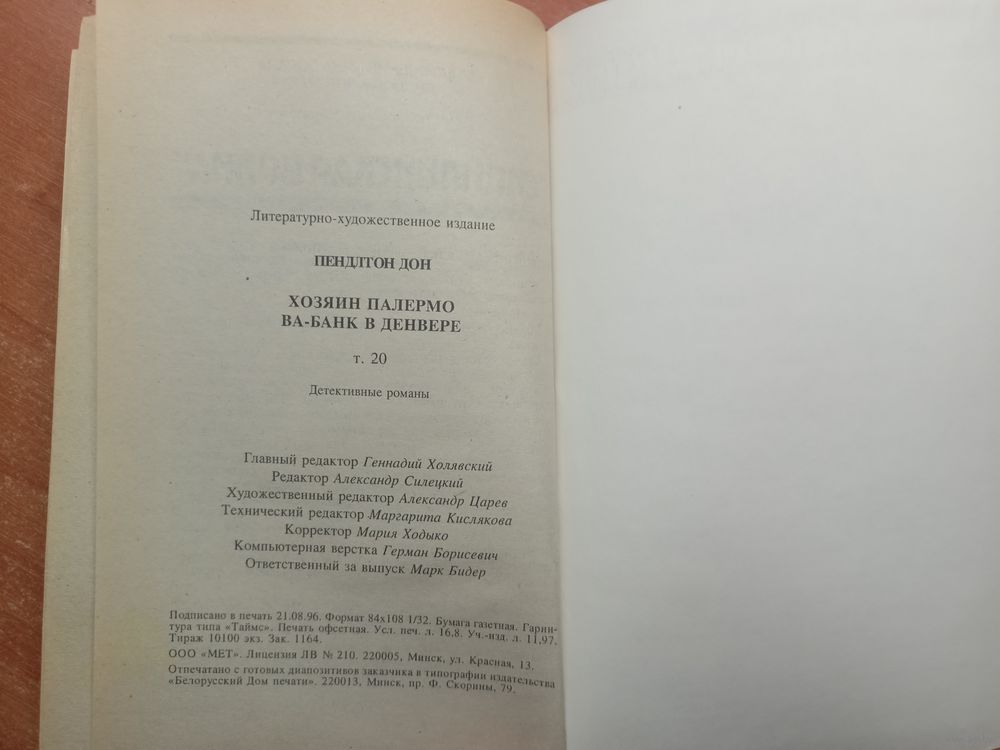 Литературно-художественное издание
ПЕНДЛТОН ДОН
ХОЗЯИН ПАЛЕРМО
ВА-БАНК В ДЕНВЕРЕ
т. 20
Детективные романы
Главный редактор Геннадий Холявский
Редактор Александр Силецкий
Художественный редактор Александр Царев
Технический редактор Маргарита Кислякова
Корректор Мария Ходыко
Компьютерная верстка Герман Борисевич
Ответственный за выпуск Марк Бидер
Подписано в печать 21.08.96. Формат 84х108 1/32. Бумага газетная. Гарни-
тура типа «Таймс». Печать офсетная. Усл. печ. л. 16,8. Уч.-изд. л. 11,97.
Тираж 10100 экз. Зак. 1164.
ООО «МЕТ». Лицензия ЛВ № 210. 220005, Минск, ул. Красная, 13.
Отпечатано с готовых диапозитивов заказчика в типографии издательства
«Белорусский Дом печати». 220013, Минск, пр. Ф. Скорины, 79.